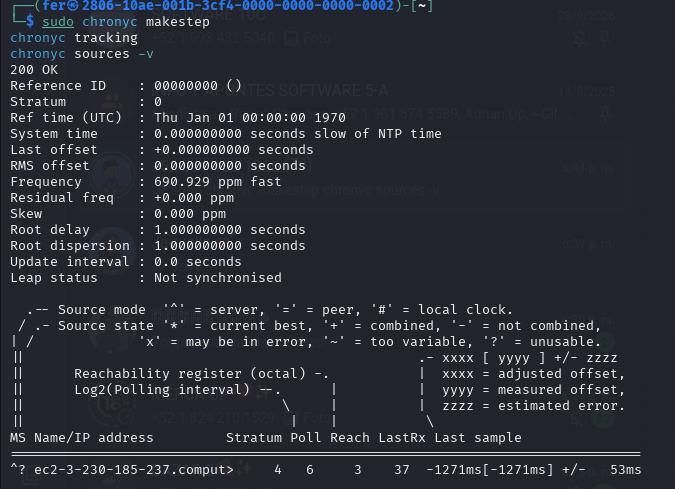 ┌──(fer㉿2806-10ae-001b-3cf4-0000-0000-0000-0002)-[~]
└─$ sudo chronyc makestep
chronyc tracking
chronyc sources -v
200 OK
Reference ID    : 00000000 ()
Stratum         : 0
Ref time (UTC)  : Thu Jan 01 00:00:00 1970
System time     : 0.000000000 seconds slow of NTP time
Last offset     : +0.000000000 seconds
RMS offset      : 0.000000000 seconds
Frequency       : 690.929 ppm fast
Residual freq   : +0.000 ppm
Skew            : 0.000 ppm
Root delay      : 1.000000000 seconds
Root dispersion : 1.000000000 seconds
Update interval : 0.0 seconds
Leap status     : Not synchronised

  .-- Source mode  '^' = server, '=' = peer, '#' = local clock.
 / .- Source state '*' = current best, '+' = combined, '-' = not combined,
| /             'x' = may be in error, '~' = too variable, '?' = unusable.
||                                                 .- xxxx [ yyyy ] +/- zzzz
||      Reachability register (octal) -.           |  xxxx = adjusted offset,
||      Log2(Polling interval) --.      |          |  yyyy = measured offset,
||                                \     |          |  zzzz = estimated error.
||                                 |    |           \
MS Name/IP address         Stratum Poll Reach LastRx Last sample
===============================================================================
^? ec2-3-230-185-237.comput>     4   6     3    37  -1271ms[-1271ms] +/-   53ms